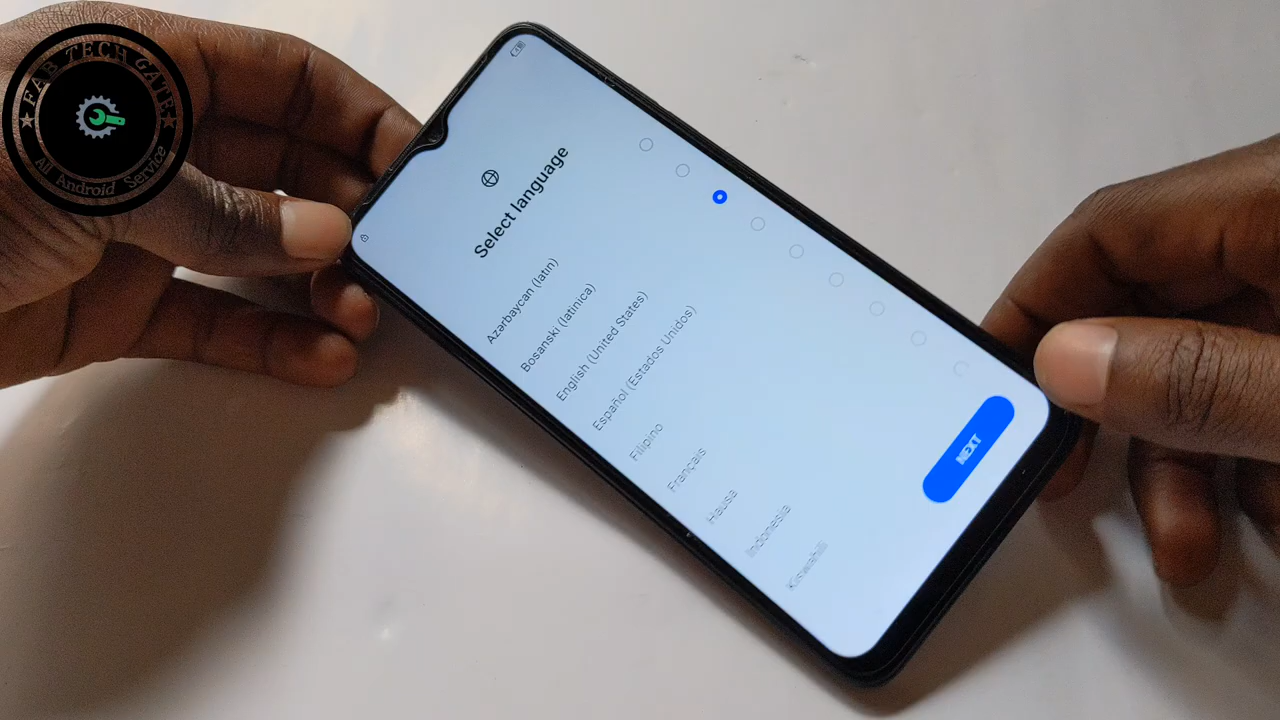 FAB TECH GATE
All Android Service
Select language
Azərbaycan (latın)
Bosanski (latinica)
English (United States)
Español (Estados Unidos)
Filipino
Français
Hausa
Indonesia
Kiswahili
NEXT